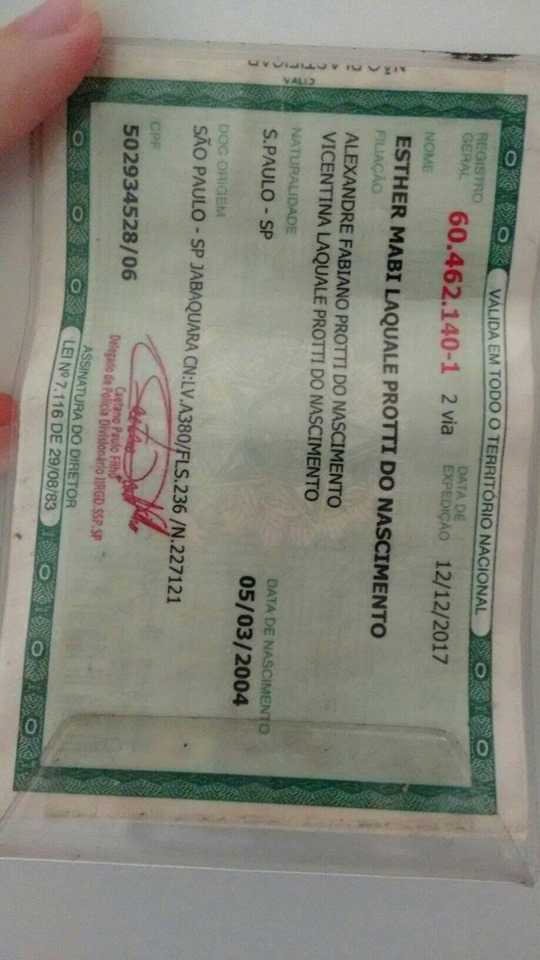 NÃO PLASTIFICAR
VÁLIDA EM TODO O TERRITÓRIO NACIONAL
REGISTRO GERAL 60.462.140-1 2 via DATA DE EXPEDIÇÃO 12/12/2017
NOME
ESTHER MABI LAQUALE PROTTI DO NASCIMENTO
FILIAÇÃO
ALEXANDRE FABIANO PROTTI DO NASCIMENTO
VICENTINA LAQUALE PROTTI DO NASCIMENTO
NATURALIDADE DATA DE NASCIMENTO
S.PAULO - SP 05/03/2004
DOC ORIGEM
SÃO PAULO - SP JABAQUARA CN:LV.A380/FLS.236 /N.227121
CPF
502934528/06
Caetano Paulo Filho
Delegado de Polícia Divisionário IIRGD.SSP.SP
ASSINATURA DO DIRETOR
LEI Nº 7.116 DE 29/08/83